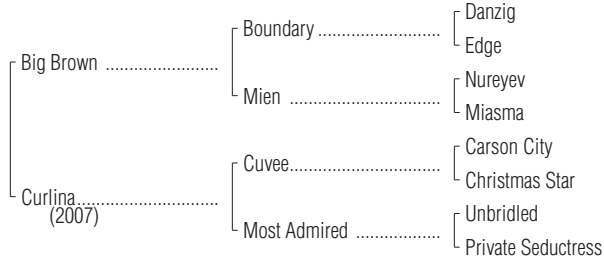 Danzig
Boundary ........................
Edge
Big Brown ......................
Nureyev
Mien ..............................
Miasma
Carson City
Cuvee..............................
Christmas Star
Curlina............................
(2007)
Unbridled
Most Admired .................
Private Seductress